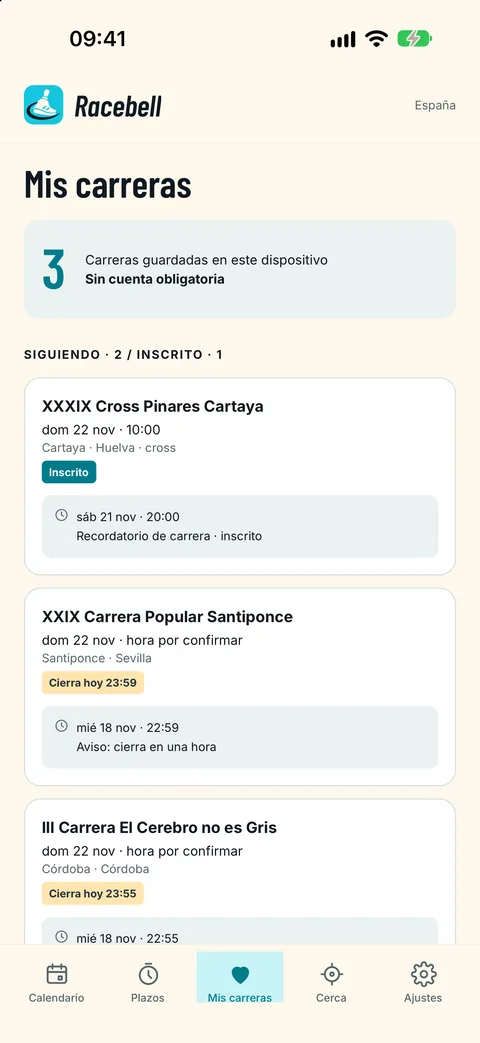 09:41
Racebell
España
Mis carreras
3
Carreras guardadas en este dispositivo
Sin cuenta obligatoria
SIGUIENDO · 2 / INSCRITO · 1
XXXIX Cross Pinares Cartaya
dom 22 nov · 10:00
Cartaya · Huelva · cross
Inscrito
sáb 21 nov · 20:00
Recordatorio de carrera · inscrito
XXIX Carrera Popular Santiponce
dom 22 nov · hora por confirmar
Santiponce · Sevilla
Cierra hoy 23:59
mié 18 nov · 22:59
Aviso: cierra en una hora
III Carrera El Cerebro no es Gris
dom 22 nov · hora por confirmar
Córdoba · Córdoba
Cierra hoy 23:55
mié 18 nov · 22:55
Calendario
Plazos
Mis carreras
Cerca
Ajustes